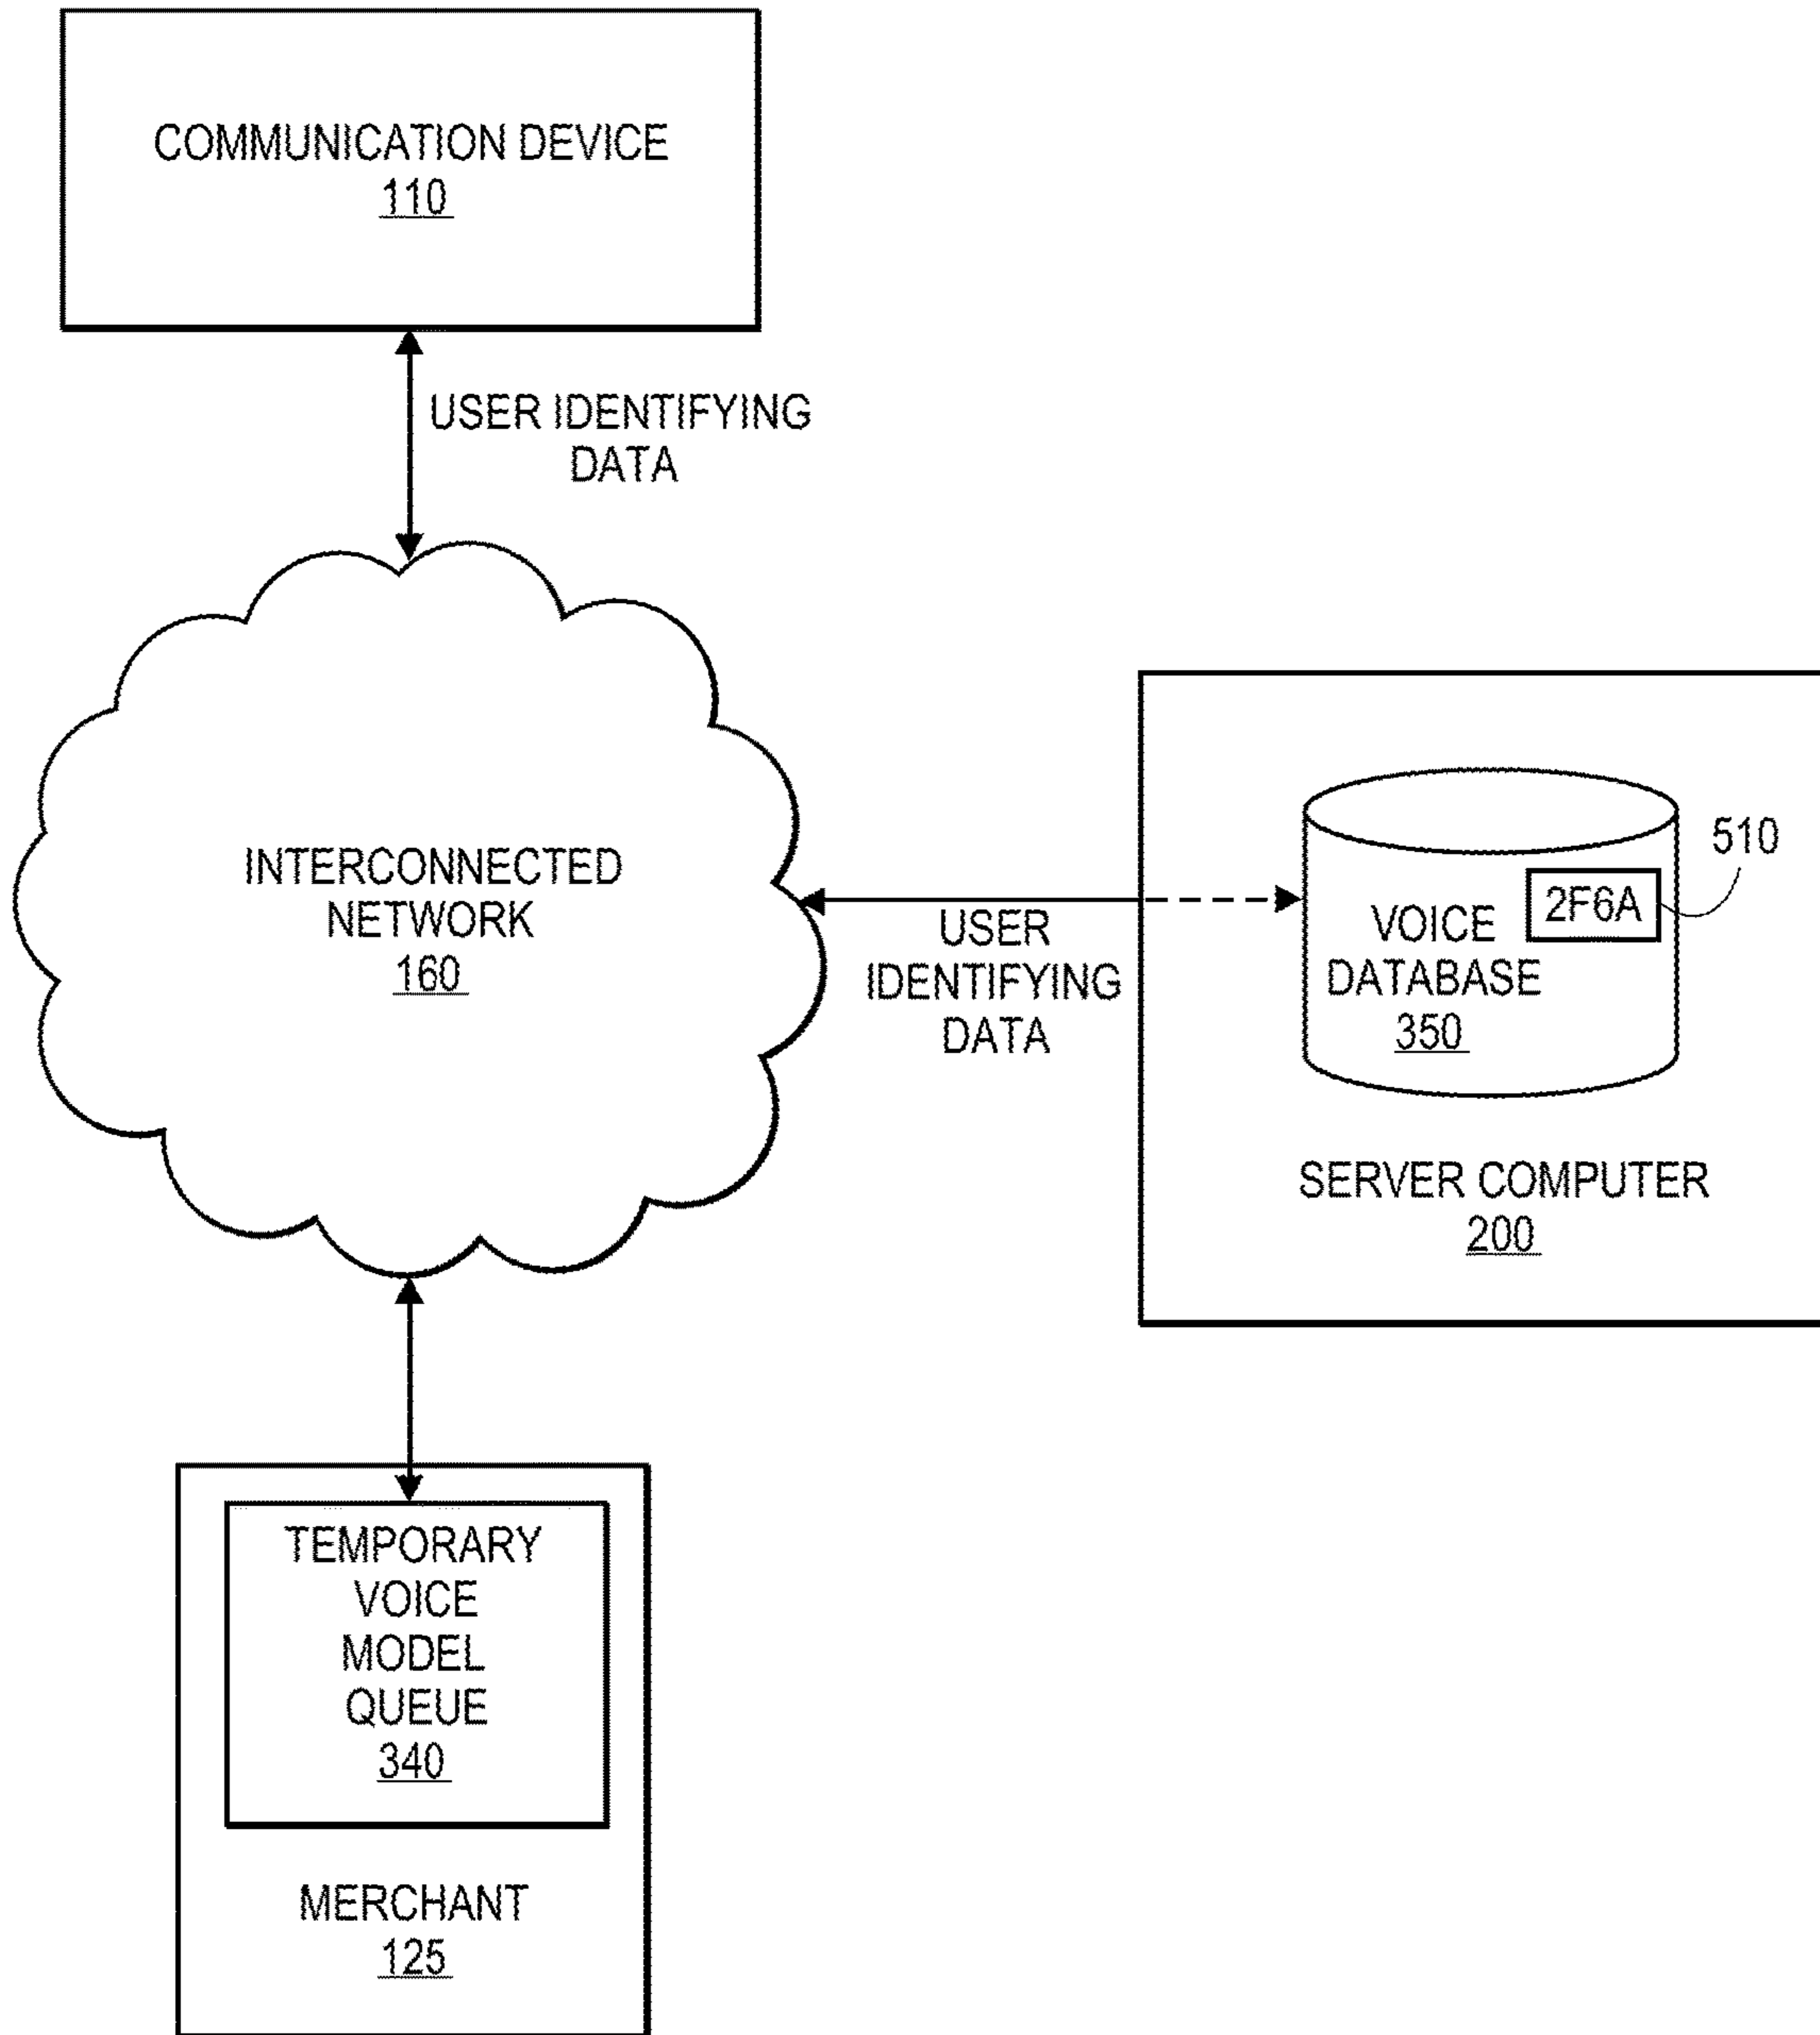 COMMUNICATION DEVICE
110
USER IDENTIFYING
DATA
INTERCONNECTED
NETWORK
160
USER
IDENTIFYING
DATA
510
2F6A
VOICE
DATABASE
350
SERVER COMPUTER
200
TEMPORARY
VOICE
MODEL
QUEUE
340
MERCHANT
125